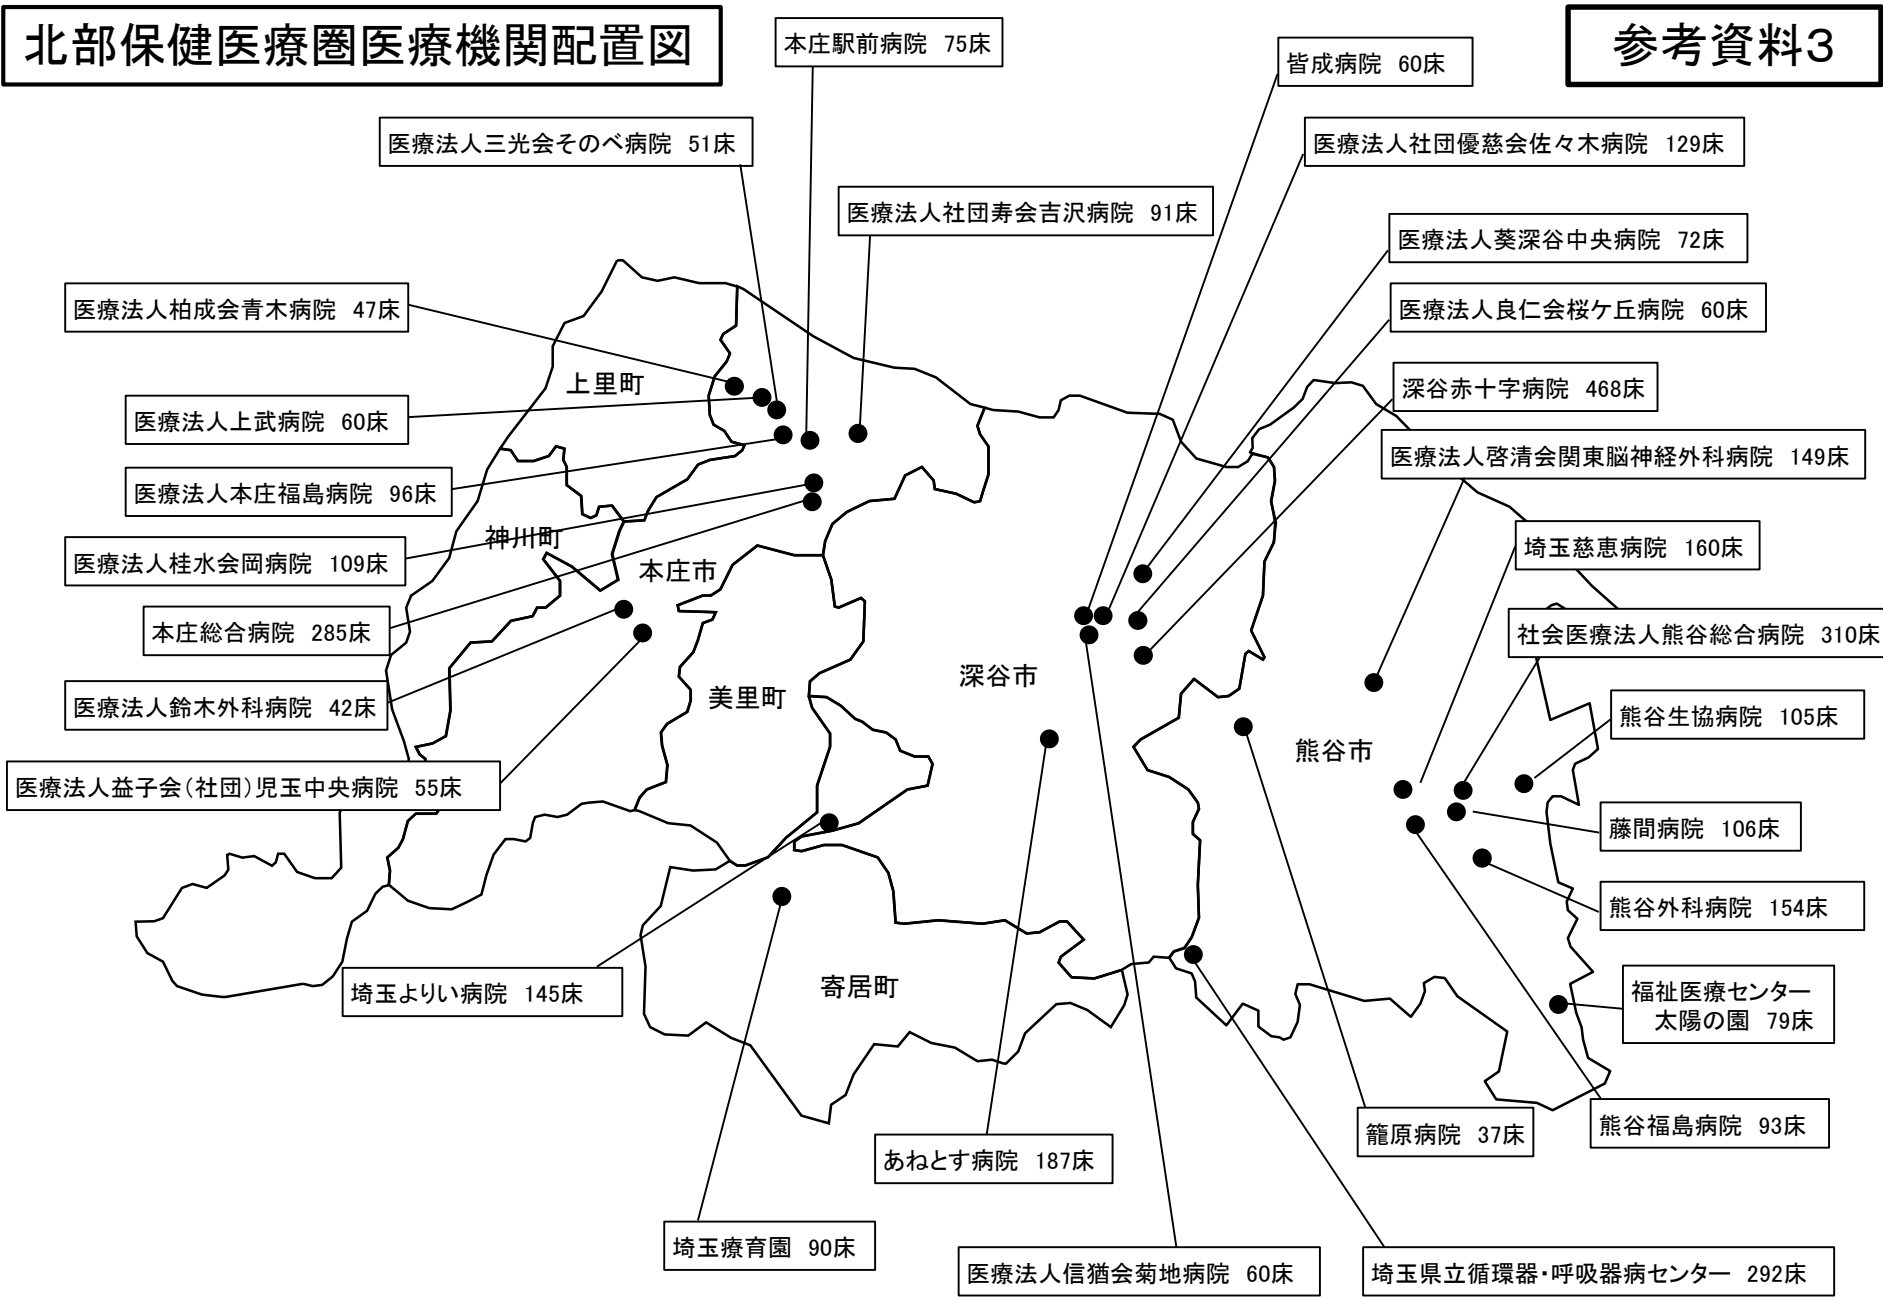 北部保健医療圏医療機関配置図
参考資料3
本庄駅前病院 75床
皆成病院 60床
医療法人三光会そのべ病院 51床
医療法人社団優慈会佐々木病院 129床
医療法人社団寿会吉沢病院 91床
医療法人葵深谷中央病院 72床
医療法人柏成会青木病院 47床
医療法人良仁会桜ケ丘病院 60床
上里町
深谷赤十字病院 468床
医療法人上武病院 60床
医療法人啓清会関東脳神経外科病院 149床
医療法人本庄福島病院 96床
神川町
埼玉慈恵病院 160床
医療法人桂水会岡病院 109床
本庄市
本庄総合病院 285床
社会医療法人熊谷総合病院 310床
深谷市
美里町
医療法人鈴木外科病院 42床
熊谷生協病院 105床
熊谷市
医療法人益子会(社団)児玉中央病院 55床
藤間病院 106床
熊谷外科病院 154床
埼玉よりい病院 145床
寄居町
福祉医療センター
太陽の園 79床
熊谷福島病院 93床
籠原病院 37床
あねとす病院 187床
埼玉療育園 90床
医療法人信猶会菊地病院 60床
埼玉県立循環器・呼吸器病センター 292床